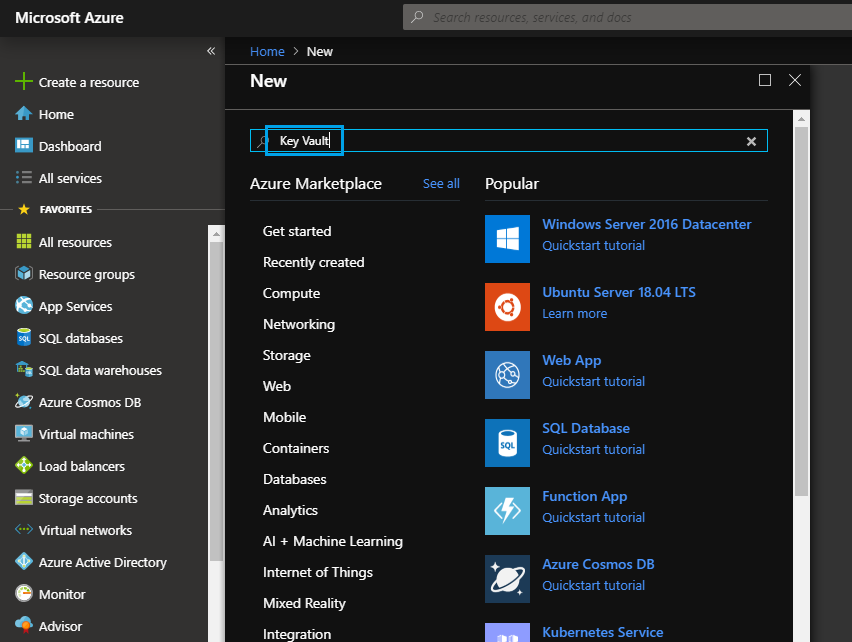 Microsoft Azure
Search resources, services, and docs
«
Home > New
New
Create a resource
Home
Dashboard
All services
FAVORITES
All resources
Resource groups
App Services
SQL databases
SQL data warehouses
Azure Cosmos DB
Virtual machines
Load balancers
Storage accounts
Virtual networks
Azure Active Directory
Monitor
Advisor
Key Vault
Azure Marketplace
See all
Get started
Recently created
Compute
Networking
Storage
Web
Mobile
Containers
Databases
Analytics
AI + Machine Learning
Internet of Things
Mixed Reality
Integration
Popular
Windows Server 2016 Datacenter
Quickstart tutorial
Ubuntu Server 18.04 LTS
Learn more
Web App
Quickstart tutorial
SQL
SQL Database
Quickstart tutorial
Function App
Quickstart tutorial
Azure Cosmos DB
Quickstart tutorial
Kubernetes Service